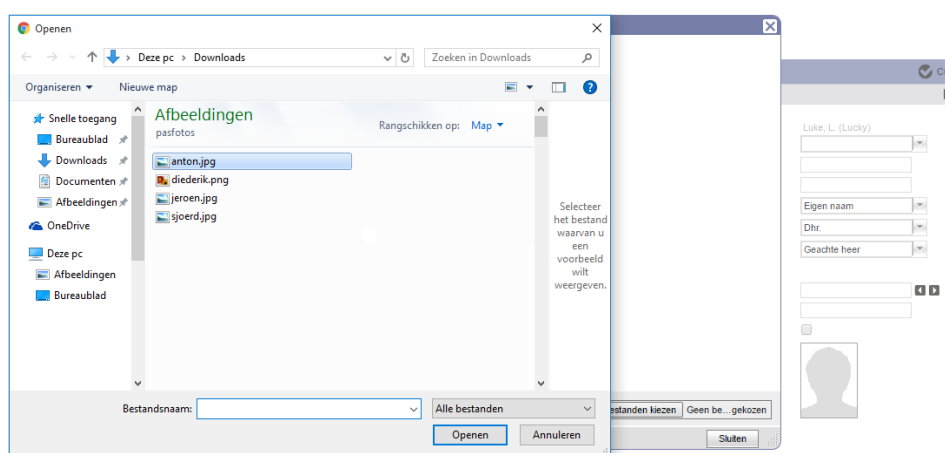 Openen
Deze pc > Downloads
Zoeken in Downloads
Organiseren
Nieuwe map
?
Snelle toegang
Bureaublad
Downloads
Documenten
Afbeeldingen
OneDrive
Deze pc
Afbeeldingen
Bureaublad
Afbeeldingen
pasfotos
Rangschikken op: Map
anton.jpg
diederik.png
jeroen.jpg
sjoerd.jpg
Selecteer
het bestand
waarvan u
een
voorbeeld
wilt
weergeven.
Bestandsnaam:
Alle bestanden
Openen
Annuleren
estanden kiezen
Geen be...gekozen
Sluiten
Luke, L. (Lucky)
Eigen naam
Dhr.
Geachte heer